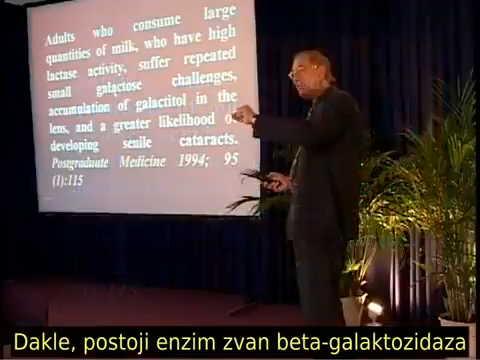 Adults who consume large
quantities of milk, who have high
lactase activity, suffer repeated
small galactose challenges,
accumulation of galactitol in the
lens, and a greater likelihood o
developing senile cataracts.
Postgraduate Medicine 1994; 95
(1):115
Dakle, postoji enzim zvan beta-galaktozidaza